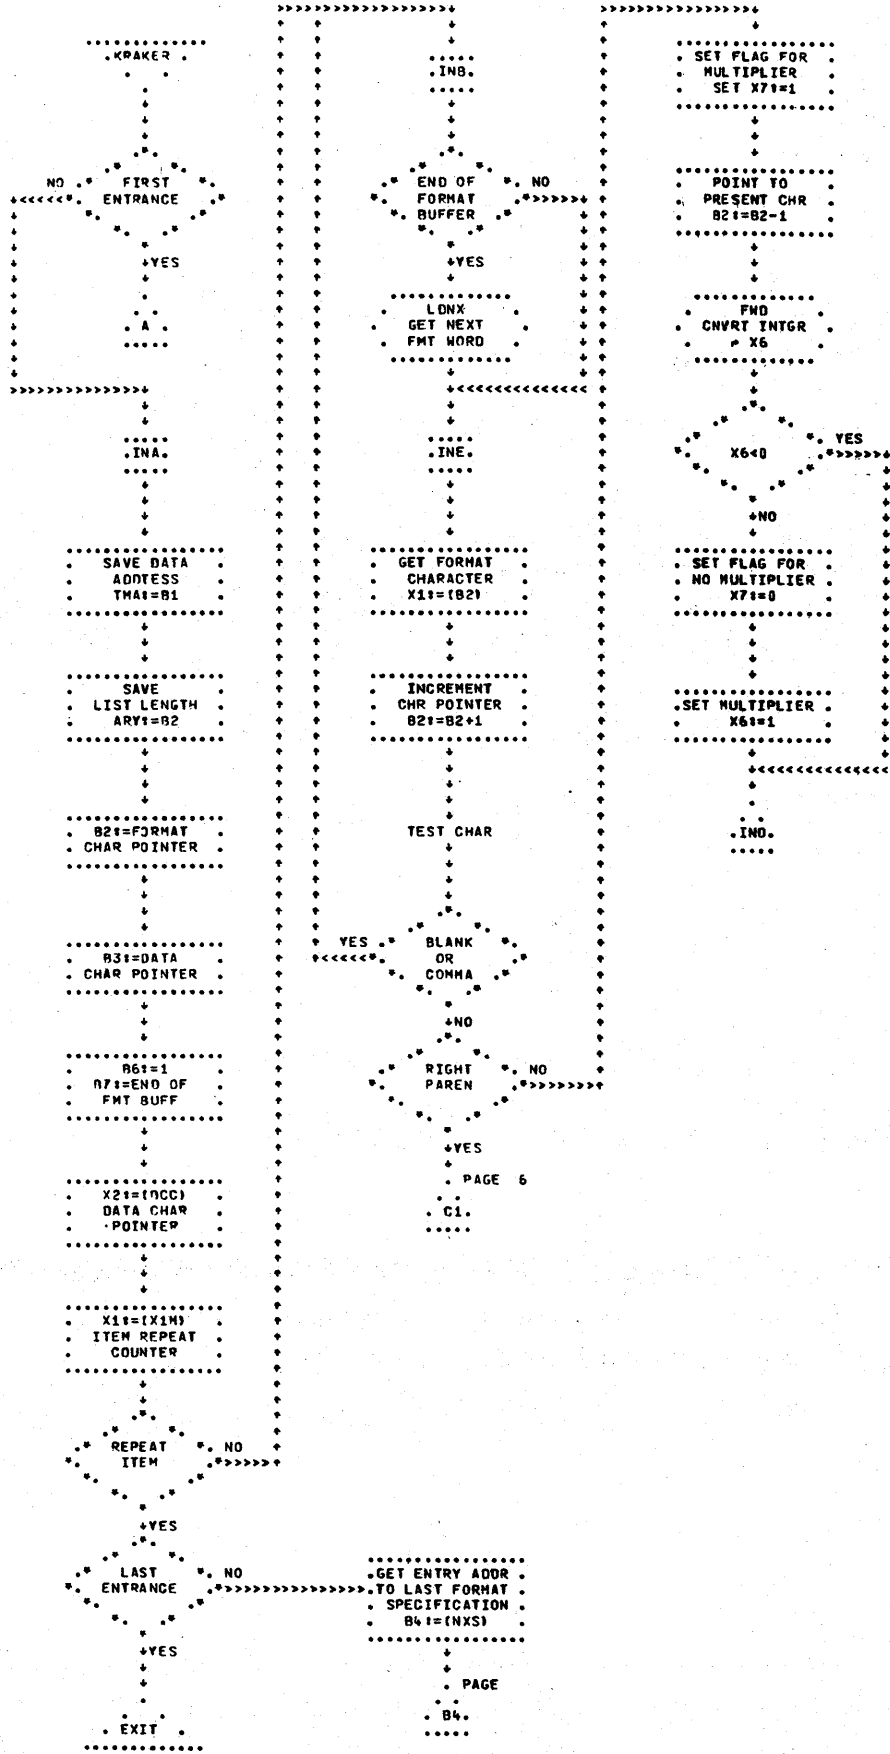 KRAKER
NO
FIRST
ENTRANCE
YES
A
INA
SAVE DATA
ADDTESS
TMA:=B1
SAVE
LIST LENGTH
ARY:=B2
B2:=FORMAT
CHAR POINTER
B3:=DATA
CHAR POINTER
B6:=1
B7:=END OF
FMT BUFF
X2:=(DCC)
DATA CHAR
POINTER
X1:=(X1M)
ITEM REPEAT
COUNTER
REPEAT
ITEM
NO
YES
LAST
ENTRANCE
NO
YES
EXIT
INB
END OF
FORMAT
BUFFER
NO
YES
LDNX
GET NEXT
FMT WORD
INE
GET FORMAT
CHARACTER
X1:=(B2)
INCREMENT
CHR POINTER
B2:=B2+1
TEST CHAR
YES
BLANK
OR
COMMA
NO
RIGHT
PAREN
NO
YES
PAGE 6
C1
GET ENTRY ADDR
TO LAST FORMAT
SPECIFICATION
B4:=(NXS)
PAGE
B4
SET FLAG FOR
MULTIPLIER
SET X7:=1
POINT TO
PRESENT CHR
B2:=B2-1
FWD
CNVRT INTGR
X6
X6<0
YES
NO
SET FLAG FOR
NO MULTIPLIER
X7:=0
SET MULTIPLIER
X6:=1
IND